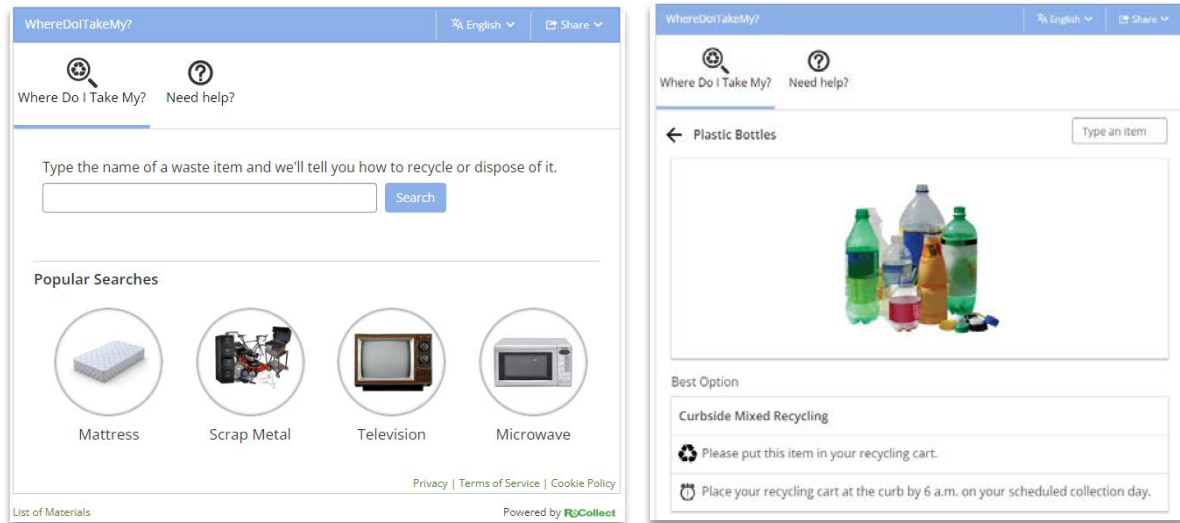 WhereDoITakeMy?
English
Share
Where Do I Take My?
Need help?
Type the name of a waste item and we'll tell you how to recycle or dispose of it.
Search
Popular Searches
Mattress
Scrap Metal
Television
Microwave
Privacy | Terms of Service | Cookie Policy
List of Materials
Powered by ReCollect
WhereDoITakeMy?
English
Share
Where Do I Take My?
Need help?
Plastic Bottles
Type an item
Best Option
Curbside Mixed Recycling
Please put this item in your recycling cart.
Place your recycling cart at the curb by 6 a.m. on your scheduled collection day.